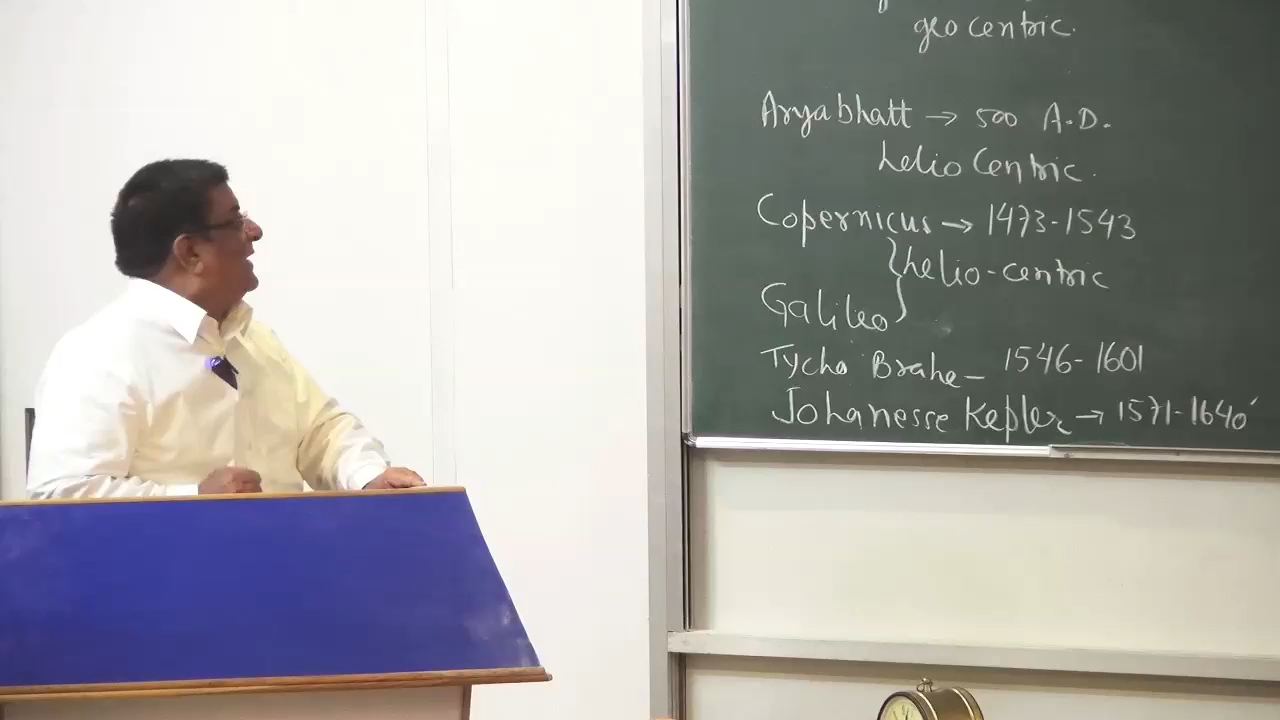 geocentric.
Aryabhatt → 500 A.D.
helio Centric.
Copernicus → 1473-1543
}helio-centric
Galileo
Tycho Brahe- 1546-1601
Johanesse Kepler → 1571-1640